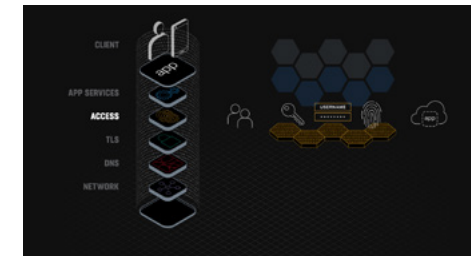 CLIENT
app
APP SERVICES
ACCESS
TLS
DNS
NETWORK
USERNAME
app